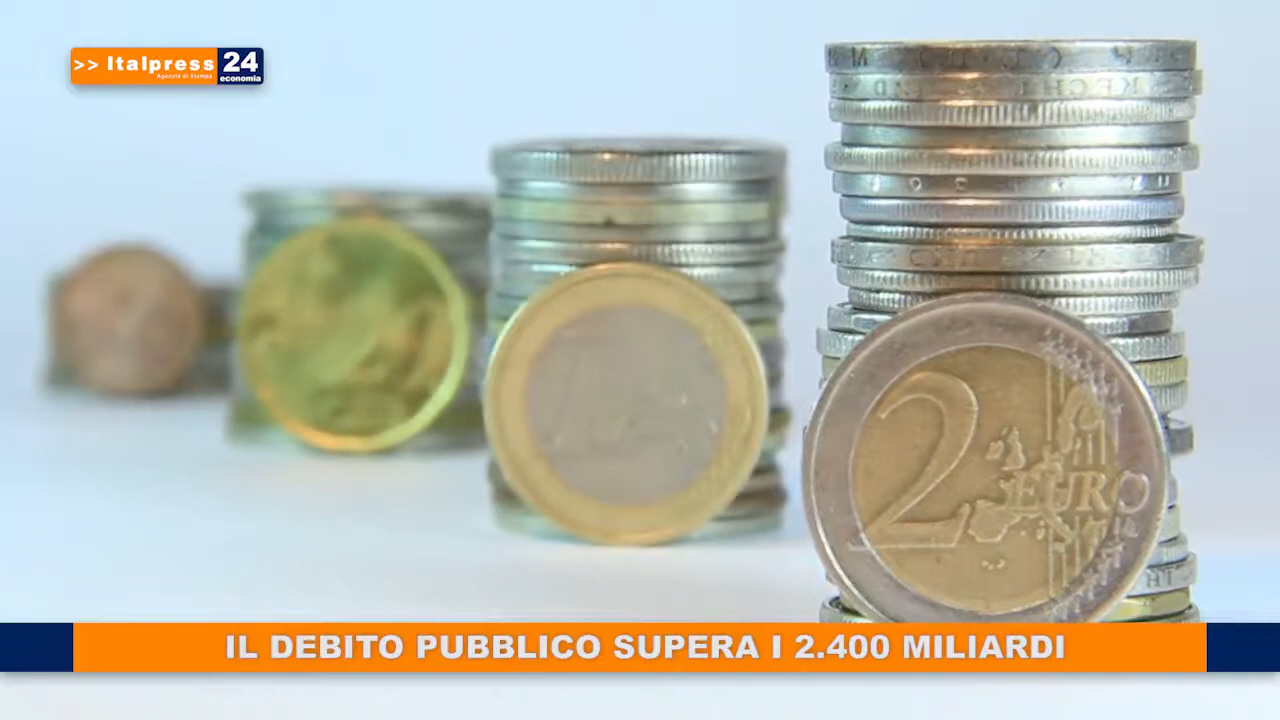 >> Italpress
Agenzia di Stampa
24
economia
2
EURO
IL DEBITO PUBBLICO SUPERA I 2.400 MILIARDI